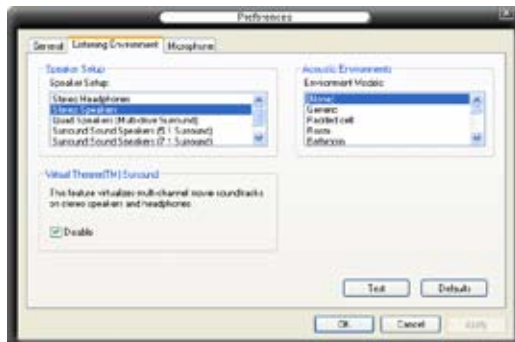 Preferences
General
Listening Environment
Microphone
Speaker Setup
Speaker Setup:
Stereo Headphones
Stereo Speakers
Quad Speakers (Multi-drive Surround)
Surround Sound Speakers (5.1 Surround)
Surround Sound Speakers (7.1 Surround)
Acoustic Environments
Environment Models:
(None)
Generic
Padded cell
Room
Bathroom
Virtual Theater(TM) Surround
This feature virtualizes multi-channel movie soundtracks
on stereo speakers and headphones
Disable
Test
Defaults
OK
Cancel
Apply